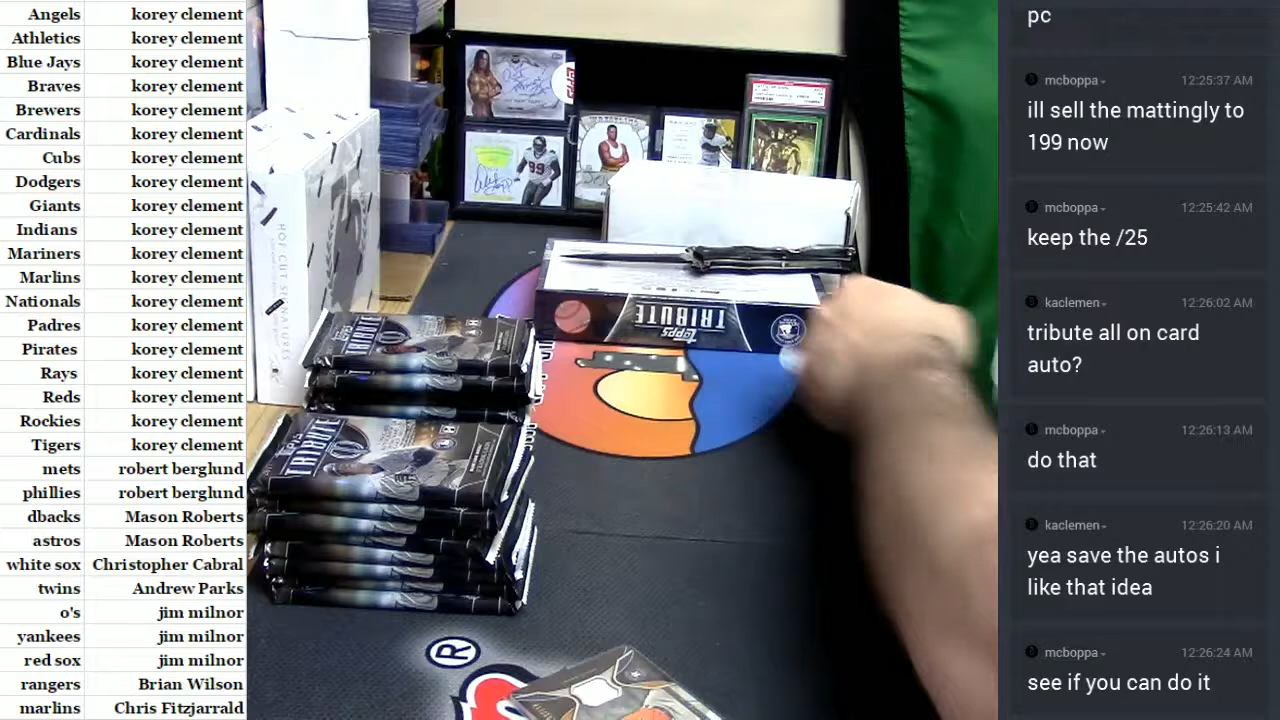 Angels korey clement
Athletics korey clement
Blue Jays korey clement
Braves korey clement
Brewers korey clement
Cardinals korey clement
Cubs korey clement
Dodgers korey clement
Giants korey clement
Indians korey clement
Mariners korey clement
Marlins korey clement
Nationals korey clement
Padres korey clement
Pirates korey clement
Rays korey clement
Reds korey clement
Rockies korey clement
Tigers korey clement
mets robert berglund
phillies robert berglund
dbacks Mason Roberts
astros Mason Roberts
white sox Christopher Cabral
twins Andrew Parks
o's jim milnor
yankees jim milnor
red sox jim milnor
rangers Brian Wilson
marlins Chris Fitzjarrald
HOF CUT SIGNATURES
99
topps
TRIBUTE
TRIBUTE
TOPPS
TRIBUTE
®
pc
mcboppa 12:25:37 AM
ill sell the mattingly to
199 now
mcboppa 12:25:42 AM
keep the /25
kaclemen 12:26:02 AM
tribute all on card
auto?
mcboppa 12:26:13 AM
do that
kaclemen 12:26:20 AM
yea save the autos i
like that idea
mcboppa 12:26:24 AM
see if you can do it